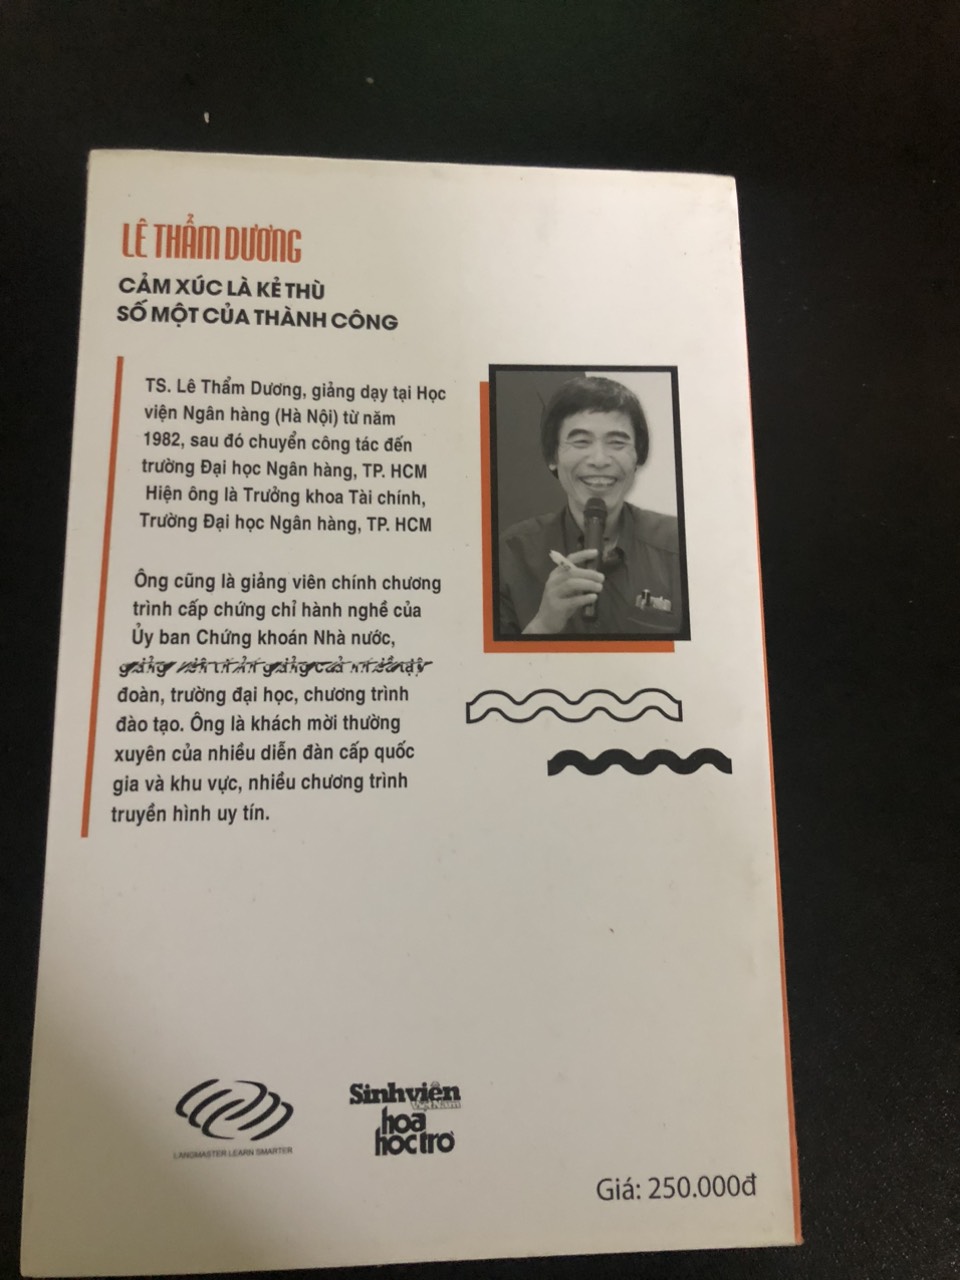 LÊ THẨM DƯƠNG
CẢM XÚC LÀ KẺ THÙ
SỐ MỘT CỦA THÀNH CÔNG
TS. Lê Thẩm Dương, giảng dạy tại Học
viện Ngân hàng (Hà Nội) từ năm
1982, sau đó chuyển công tác đến
trường Đại học Ngân hàng, TP. HCM
Hiện ông là Trưởng khoa Tài chính,
Trường Đại học Ngân hàng, TP. HCM
Ông cũng là giảng viên chính chương
trình cấp chứng chỉ hành nghề của
Ủy ban Chứng khoán Nhà nước,
giảng
đoàn, trường đại học, chương trình
đào tạo. Ông là khách mời thường
xuyên của nhiều diễn đàn cấp quốc
gia và khu vực, nhiều chương trình
truyền hình uy tín.
LANGMASTER LEARN SMARTER
Sinh viên
Việt Nam
hoa
học trò
Giá: 250.000đ